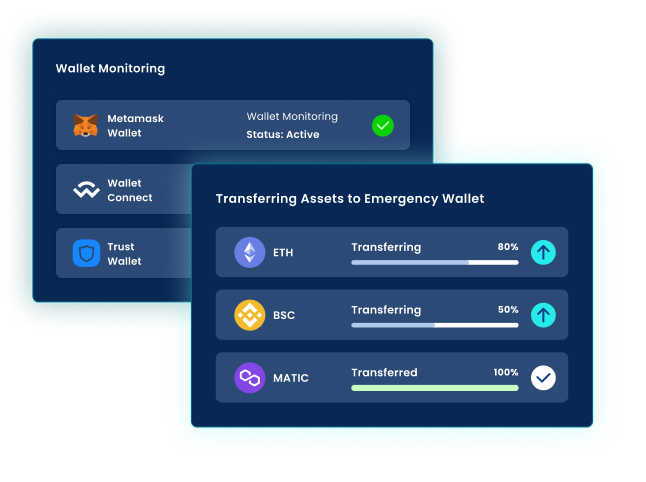 Wallet Monitoring
Metamask
Wallet
Wallet Monitoring
Status: Active
Wallet
Connect
Trust
Wallet
Transferring Assets to Emergency Wallet
ETH
Transferring
80%
BSC
Transferring
50%
MATIC
Transferred
100%